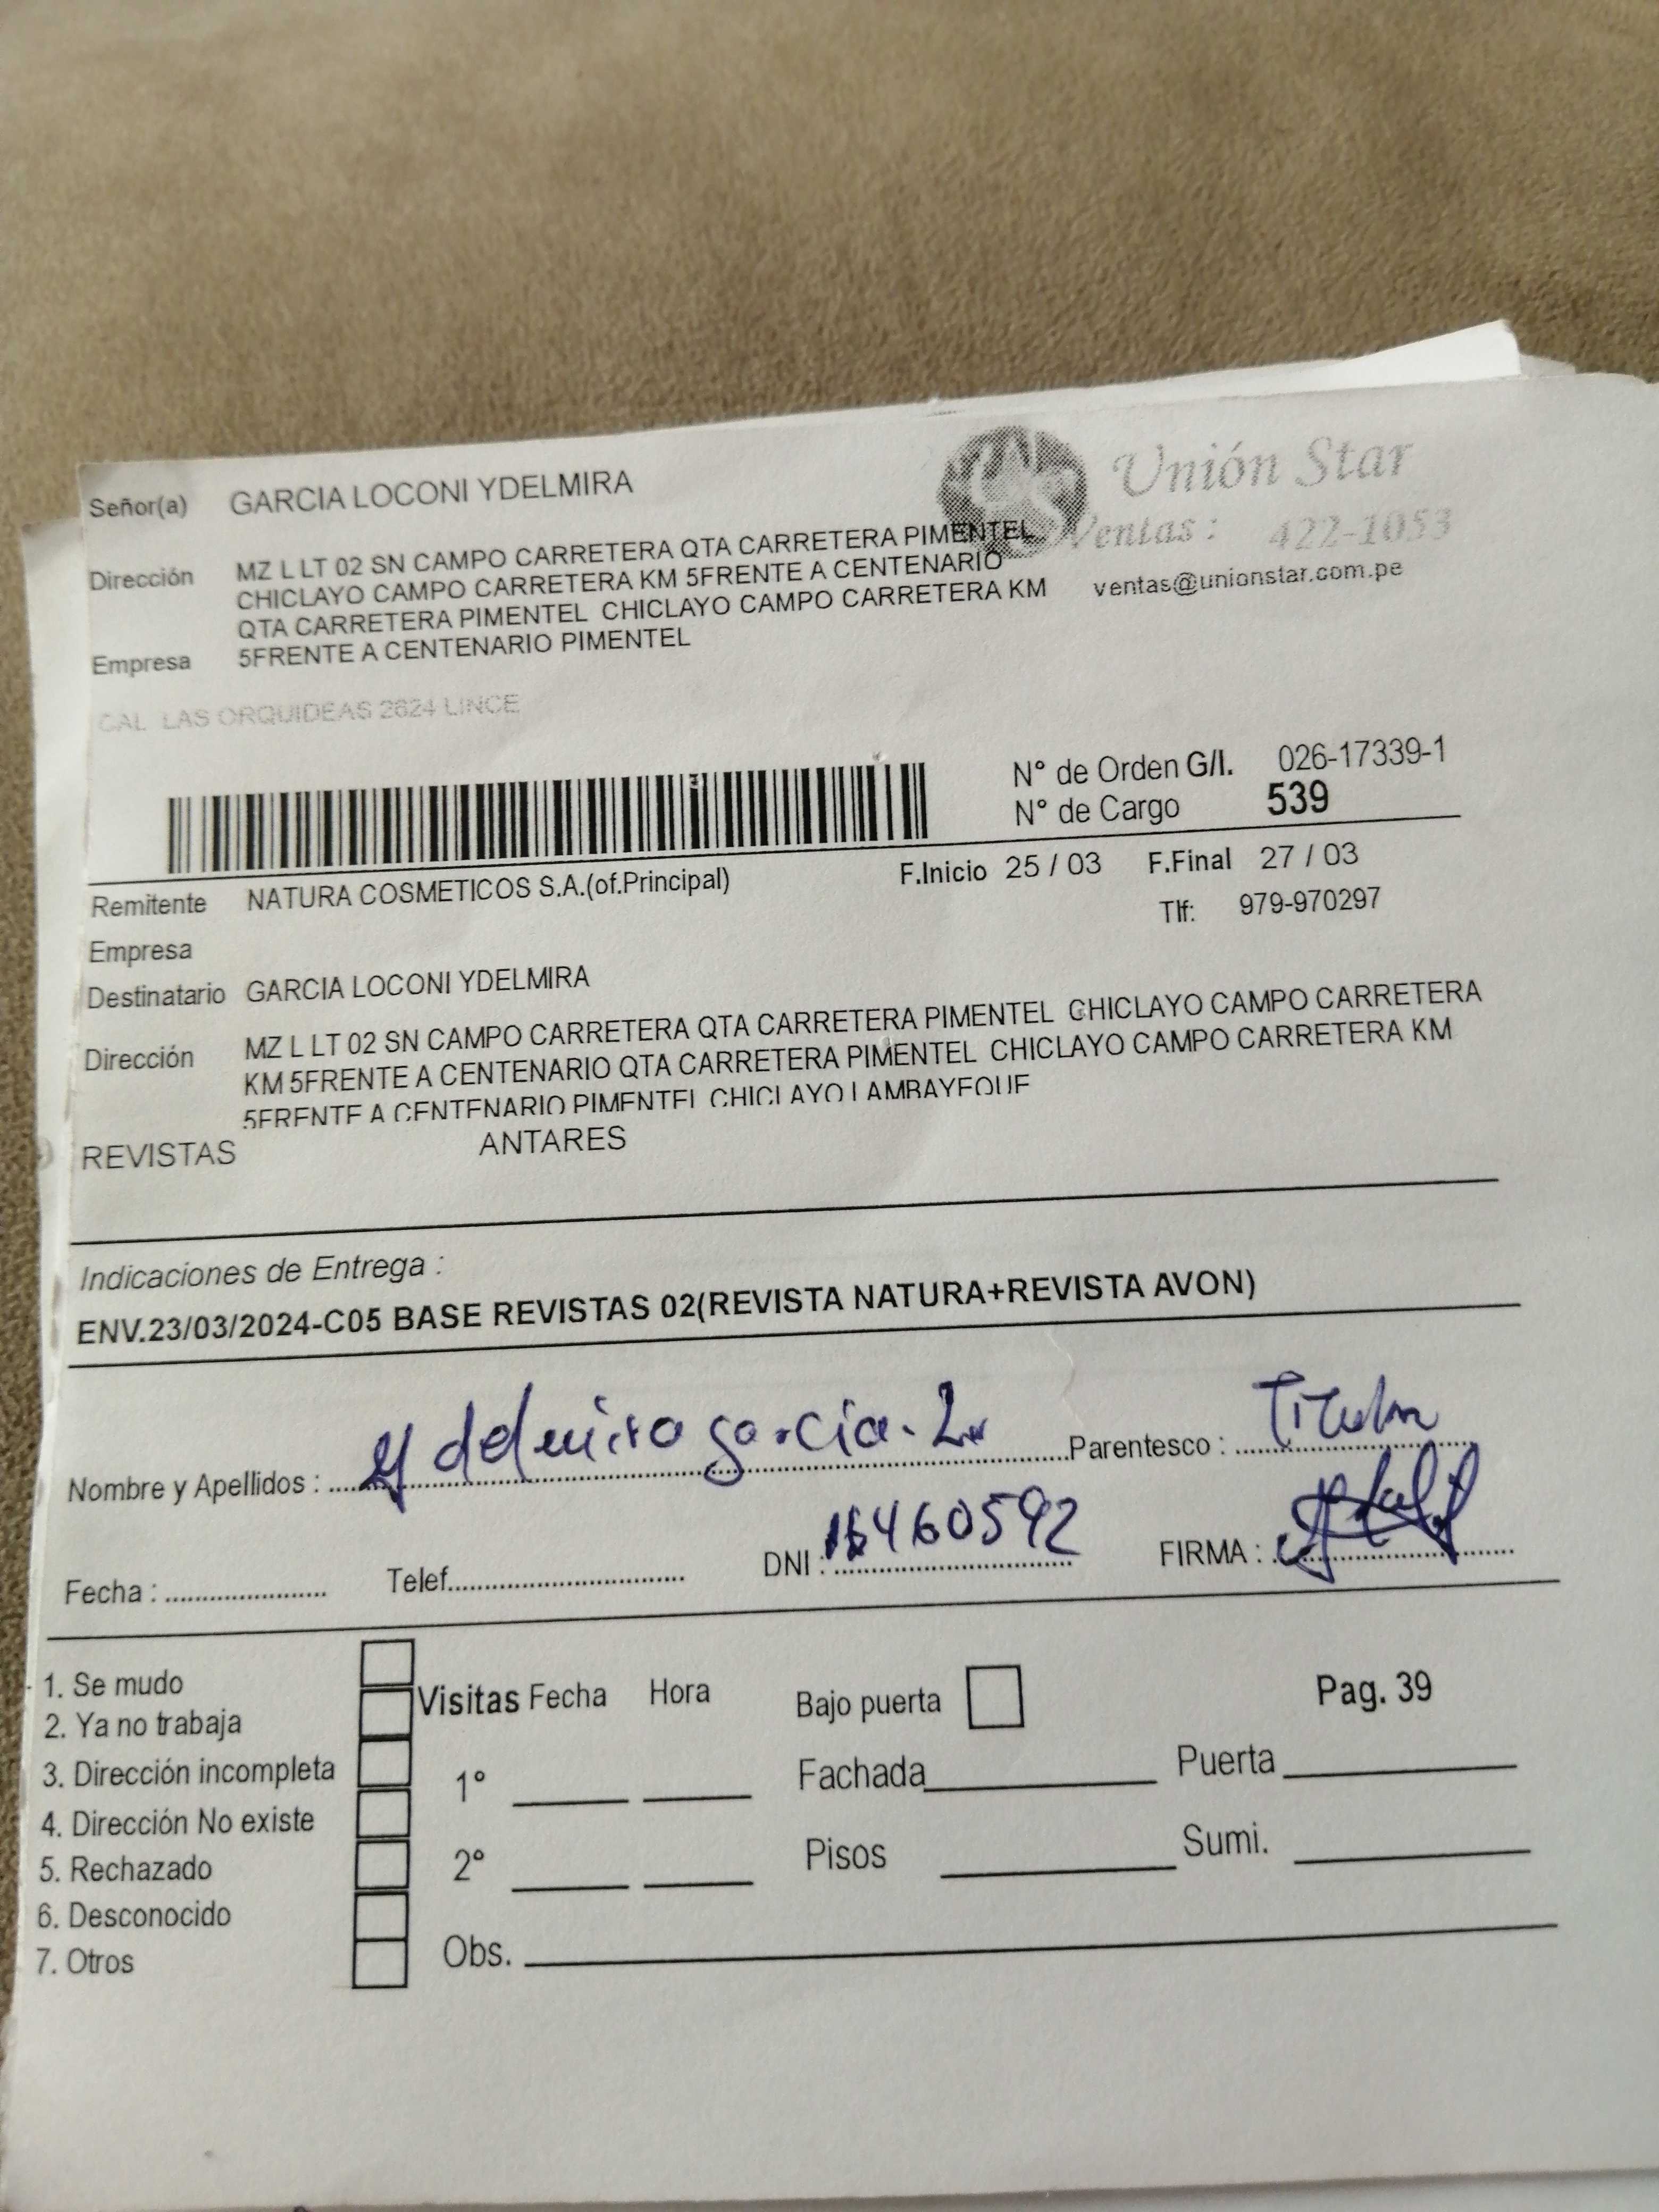 Señor(a) GARCIA LOCONI YDELMIRA
Unión Star
Ventas: 422-1053
ventas@unionstar.com.pe
Dirección MZ L LT 02 SN CAMPO CARRETERA QTA CARRETERA PIMENTEL
CHICLAYO CAMPO CARRETERA KM 5FRENTE A CENTENARIO
QTA CARRETERA PIMENTEL CHICLAYO CAMPO CARRETERA KM
Empresa 5FRENTE A CENTENARIO PIMENTEL
CAL LAS ORQUIDEAS 2624 LINCE
N° de Orden G/I. 026-17339-1
N° de Cargo 539
Remitente NATURA COSMETICOS S.A.(of.Principal) F.Inicio 25 / 03 F.Final 27 / 03
Tlf: 979-970297
Empresa
Destinatario GARCIA LOCONI YDELMIRA
Dirección MZ L LT 02 SN CAMPO CARRETERA QTA CARRETERA PIMENTEL CHICLAYO CAMPO CARRETERA
KM 5FRENTE A CENTENARIO QTA CARRETERA PIMENTEL CHICLAYO CAMPO CARRETERA KM
5FRENTE A CENTENARIO PIMENTEL CHICLAYO LAMBAYEQUE
REVISTAS ANTARES
Indicaciones de Entrega :
ENV.23/03/2024-C05 BASE REVISTAS 02(REVISTA NATURA+REVISTA AVON)
Nombre y Apellidos : Ydelmira garcia. L Parentesco : Titular
Fecha : Telef. DNI : 16460592 FIRMA :
1. Se mudo
2. Ya no trabaja
3. Dirección incompleta
4. Dirección No existe
5. Rechazado
6. Desconocido
7. Otros
Visitas Fecha Hora
1°
2°
Obs.
Bajo puerta
Pag. 39
Fachada Puerta
Pisos Sumi.